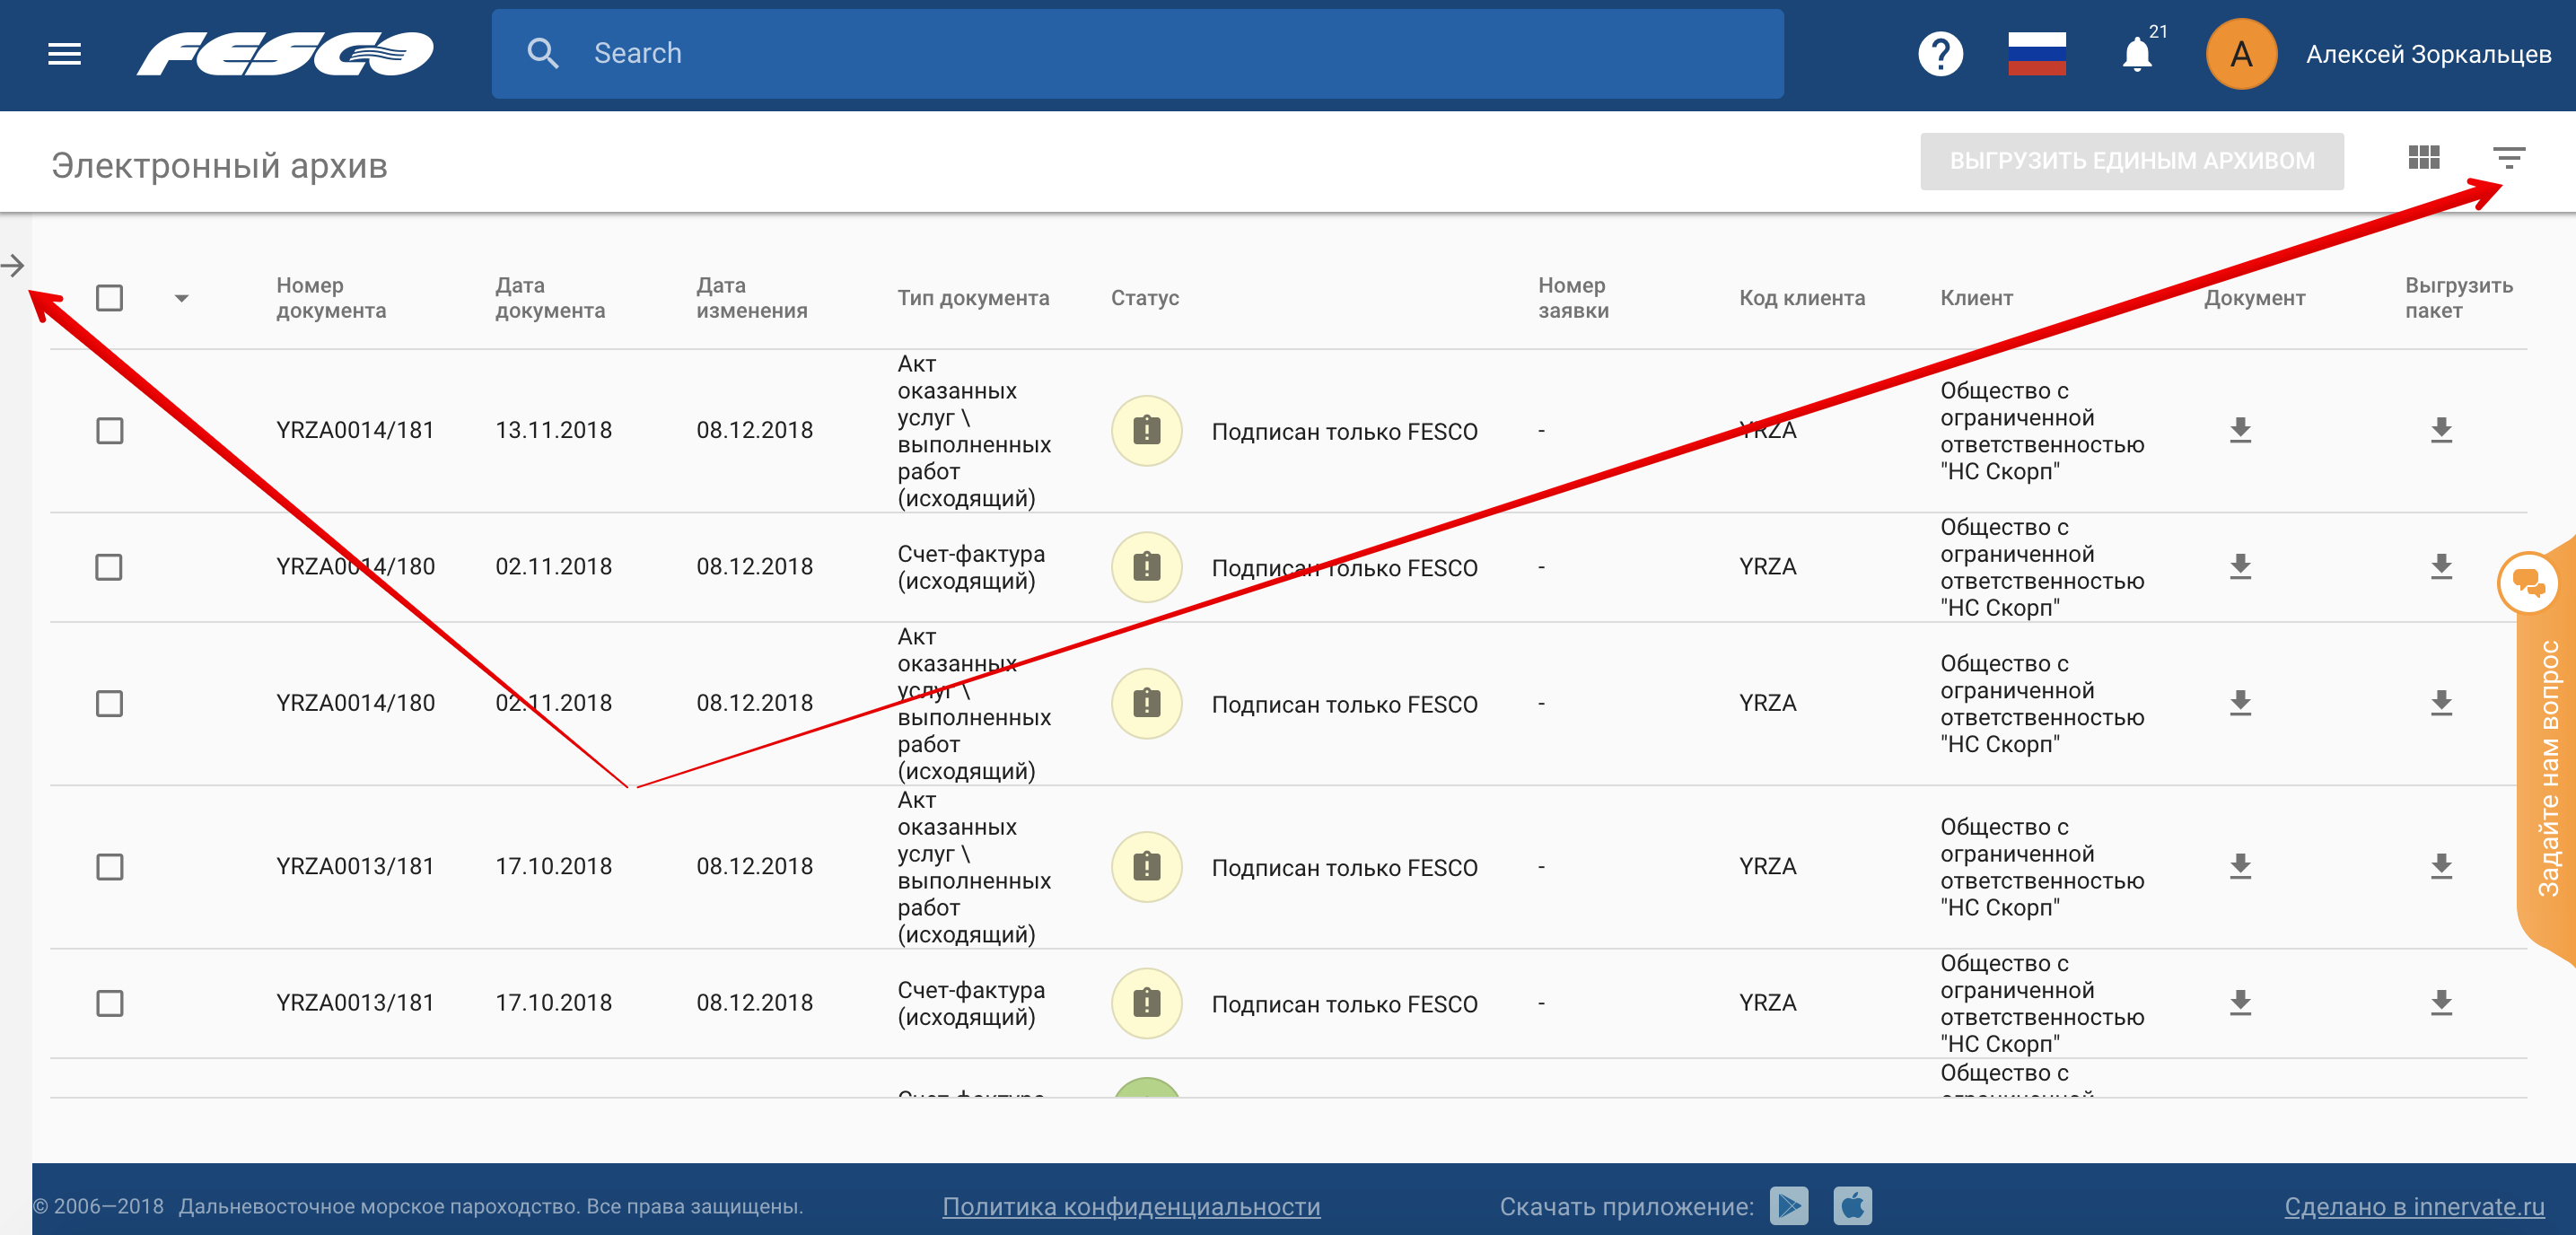 FESCO
Search
21
А
Алексей Зоркальцев
Электронный архив
ВЫГРУЗИТЬ ЕДИНЫМ АРХИВОМ
Номер документа
Дата документа
Дата изменения
Тип документа
Статус
Номер заявки
Код клиента
Клиент
Документ
Выгрузить пакет
YRZA0014/181
13.11.2018
08.12.2018
Акт
оказанных
услуг \
выполненных
работ
(исходящий)
Подписан только FESCO
-
YRZA
Общество с
ограниченной
ответственностью
"НС Скорп"
YRZA0014/180
02.11.2018
08.12.2018
Счет-фактура
(исходящий)
Подписан только FESCO
-
YRZA
Общество с
ограниченной
ответственностью
"НС Скорп"
YRZA0014/180
02.11.2018
08.12.2018
Акт
оказанных
услуг \
выполненных
работ
(исходящий)
Подписан только FESCO
-
YRZA
Общество с
ограниченной
ответственностью
"НС Скорп"
YRZA0013/181
17.10.2018
08.12.2018
Акт
оказанных
услуг \
выполненных
работ
(исходящий)
Подписан только FESCO
-
YRZA
Общество с
ограниченной
ответственностью
"НС Скорп"
YRZA0013/181
17.10.2018
08.12.2018
Счет-фактура
(исходящий)
Подписан только FESCO
-
YRZA
Общество с
ограниченной
ответственностью
"НС Скорп"
Общество с
Задайте нам вопрос
© 2006—2018 Дальневосточное морское пароходство. Все права защищены.
Политика конфиденциальности
Скачать приложение:
Сделано в innervate.ru